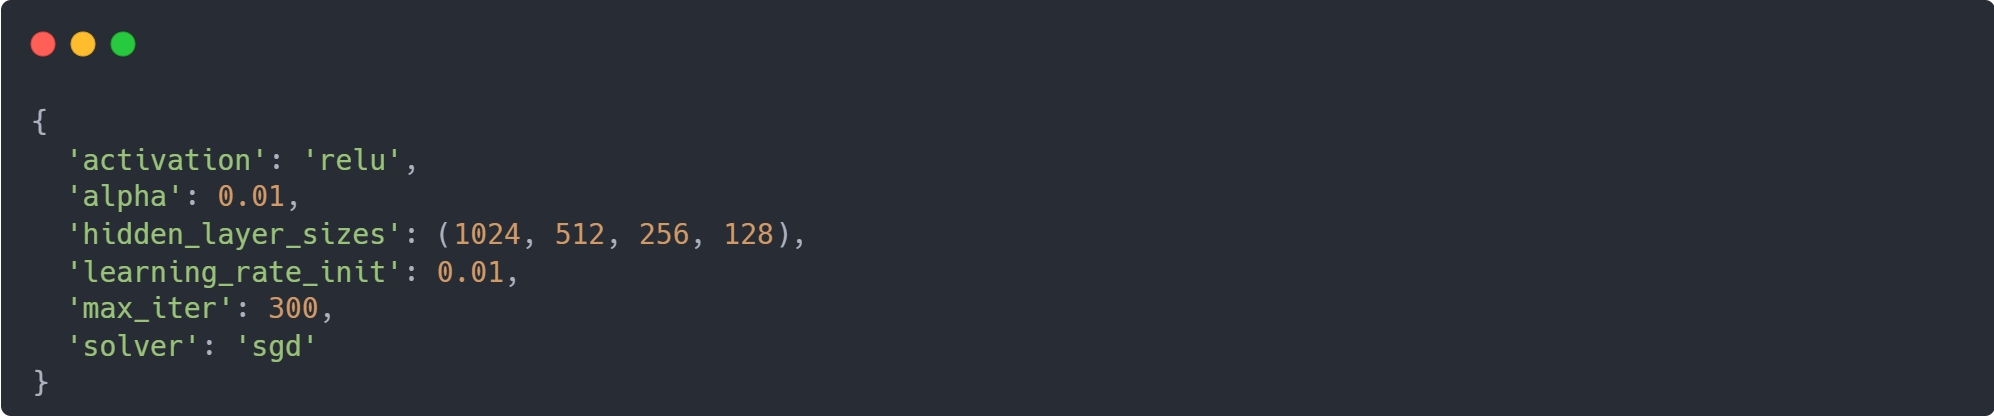 {
'activation': 'relu',
'alpha': 0.01,
'hidden_layer_sizes': (1024, 512, 256, 128),
'learning_rate_init': 0.01,
'max_iter': 300,
'solver': 'sgd'
}